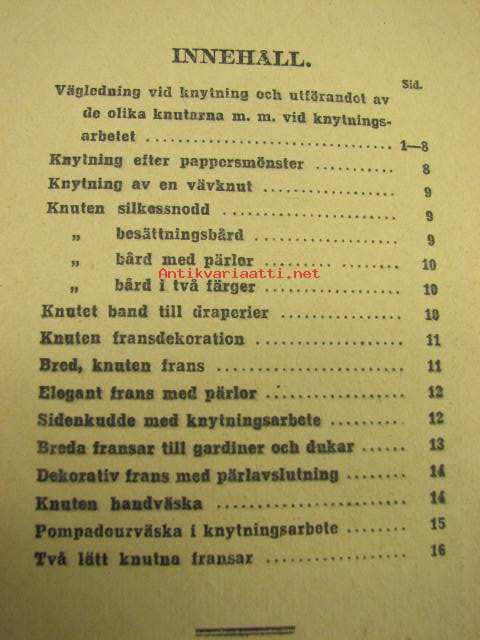 INNEHÅLL.
Sid.
Vägledning vid knytning och utförandet av
de olika knutarna m. m. vid knytnings-
arbetet ........ 1—8
Knytning efter pappersmönster ........ 8
Knytning av en vävknut ........ 9
Knuten silkessnodd ........ 9
„ besättningsbård ........ 9
„ bård med pärlor ........ 10
Antikvariaatti.net
„ bård i två färger ........ 10
Knutet band till draperier ........ 10
Knuten fransdekoration ........ 11
Bred, knuten frans ........ 11
Elegant frans med pärlor ........ 12
Sidenkudde med knytningsarbete ........ 12
Breda fransar till gardiner och dukar ........ 13
Dekorativ frans med pärlavslutning ........ 14
Knuten handväska ........ 14
Pompadourväska i knytningsarbete ........ 15
Två lätt knutna fransar ........ 16